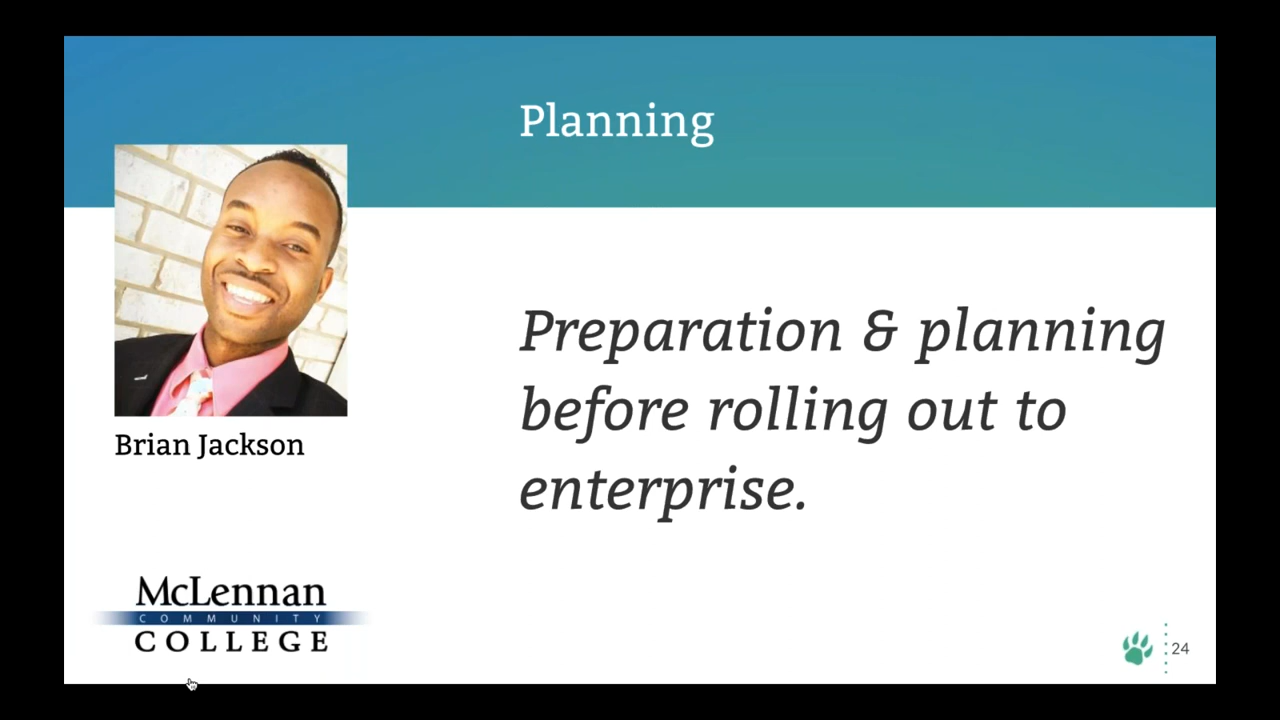 Planning
Brian Jackson
Preparation & planning
before rolling out to
enterprise.
McLennan
COMMUNITY
COLLEGE
24